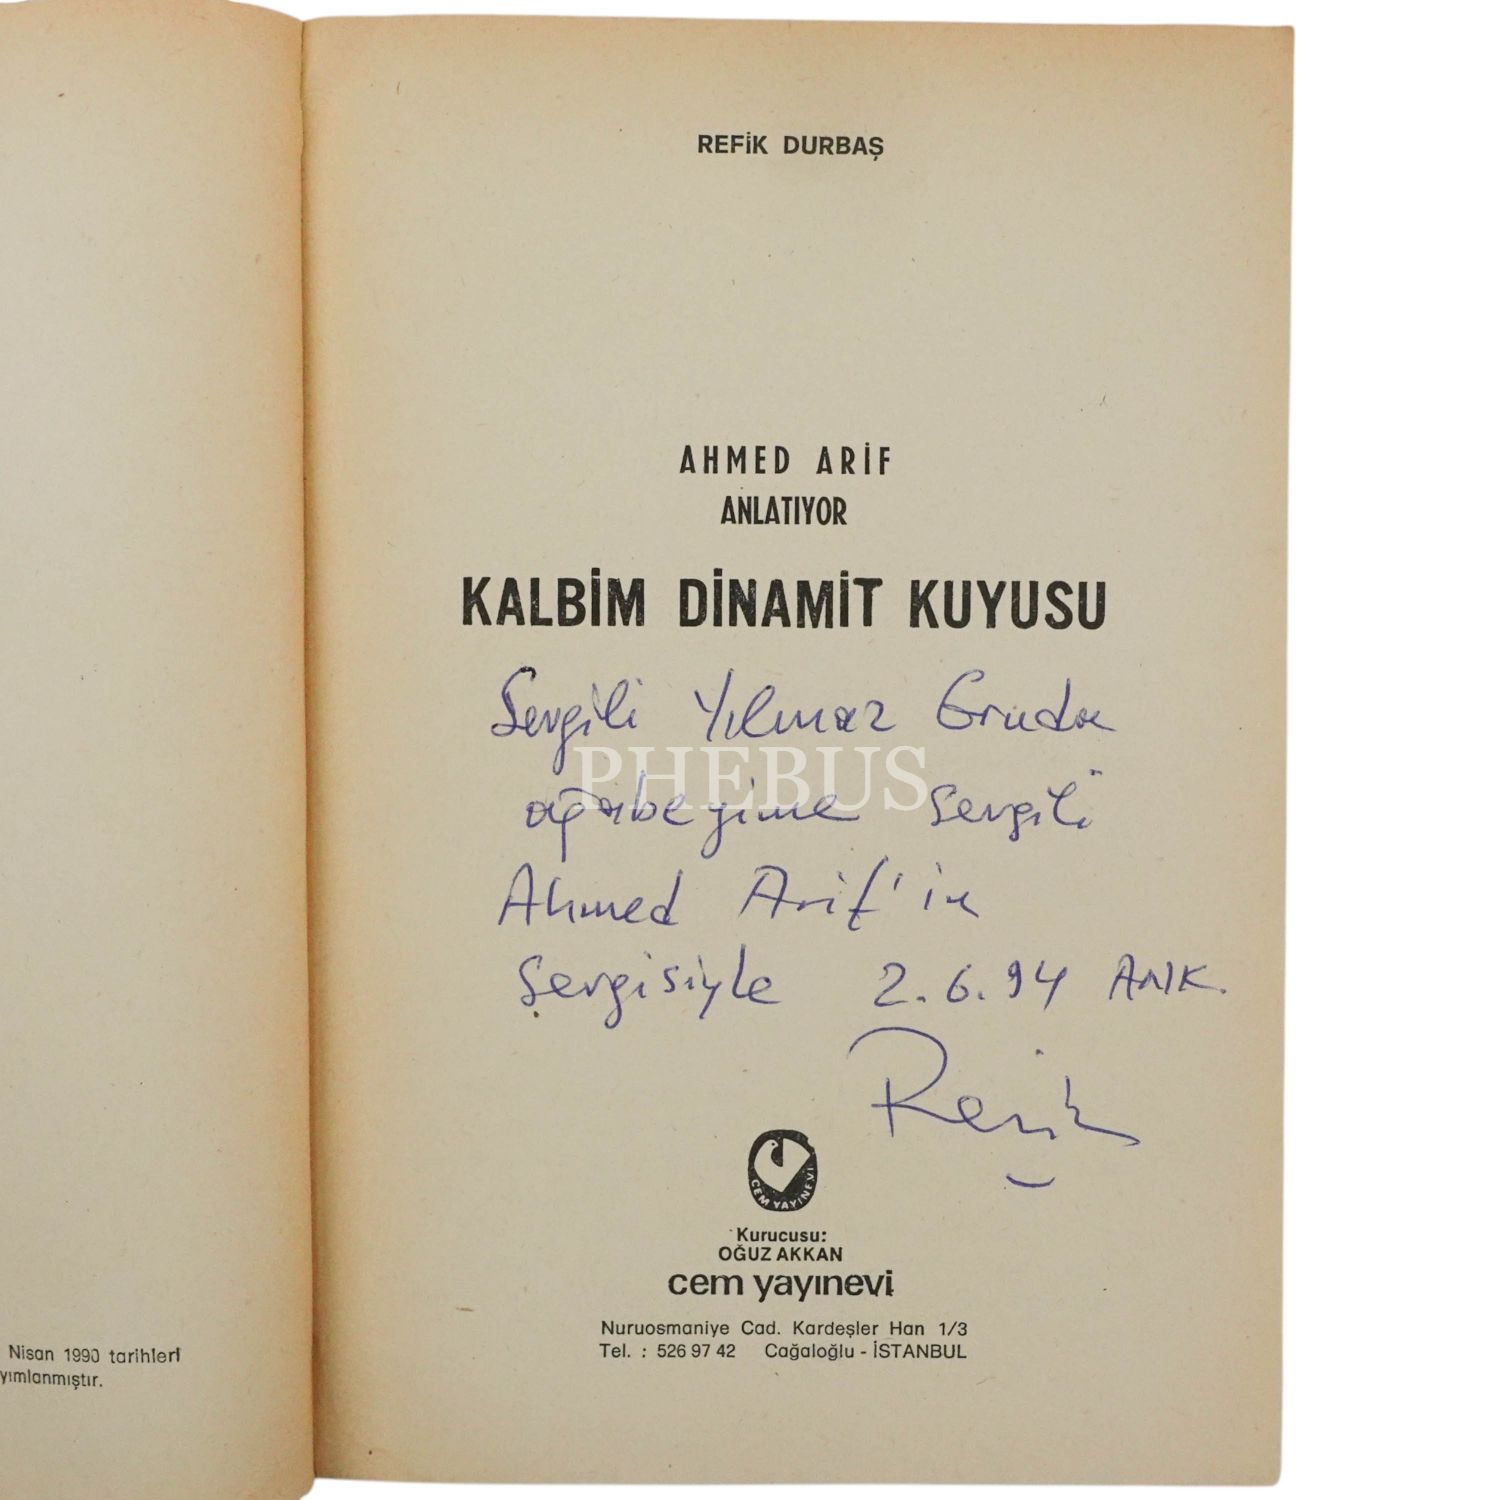 Nisan 1990 tarihleri
yımlanmıştır.
REFİK DURBAŞ
AHMED ARİF
ANLATIYOR
KALBİM DİNAMİT KUYUSU
Sevgili Yılmaz Gruda
ağabeyime sevgili
Ahmed Arif'in
sevgisiyle 2.6.94 ANK.
Refik
PHEBUS
CEM YAYINEVİ
Kurucusu:
OĞUZ AKKAN
cem yayınevi
Nuruosmaniye Cad. Kardeşler Han 1/3
Tel. : 526 97 42 Cağaloğlu - İSTANBUL